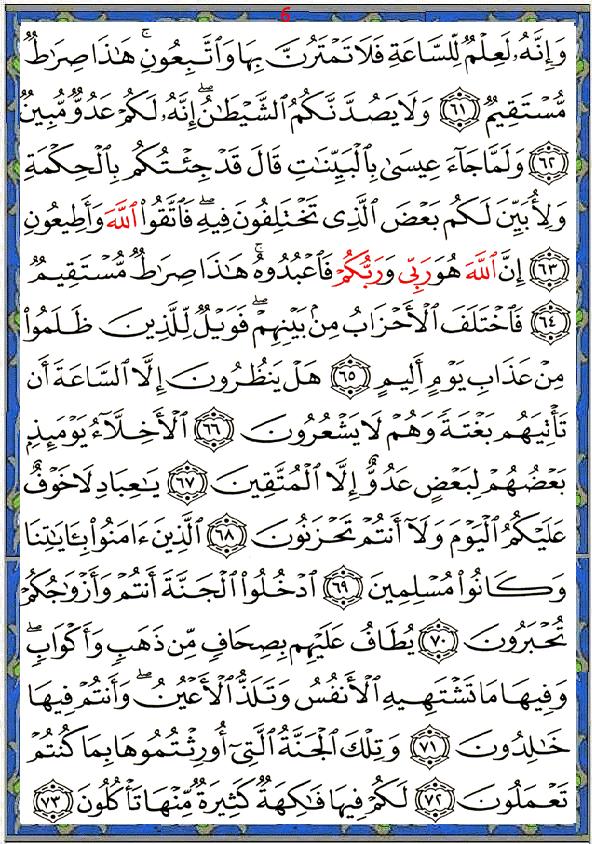 6
وَإِنَّهُۥ لَعِلْمٌ لِّلسَّاعَةِ فَلَا تَمْتَرُنَّ بِهَا وَٱتَّبِعُونِ ۚ هَٰذَا صِرَٰطٌ
مُّسْتَقِيمٌ ٦١ وَلَا يَصُدَّنَّكُمُ ٱلشَّيْطَٰنُ ۖ إِنَّهُۥ لَكُمْ عَدُوٌّ مُّبِينٌ
٦٢ وَلَمَّا جَآءَ عِيسَىٰ بِٱلْبَيِّنَٰتِ قَالَ قَدْ جِئْتُكُم بِٱلْحِكْمَةِ
وَلِأُبَيِّنَ لَكُم بَعْضَ ٱلَّذِى تَخْتَلِفُونَ فِيهِ ۖ فَٱتَّقُوا۟ ٱللَّهَ وَأَطِيعُونِ
٦٣ إِنَّ ٱللَّهَ هُوَ رَبِّى وَرَبُّكُمْ فَٱعْبُدُوهُ ۚ هَٰذَا صِرَٰطٌ مُّسْتَقِيمٌ
٦٤ فَٱخْتَلَفَ ٱلْأَحْزَابُ مِنۢ بَيْنِهِمْ ۖ فَوَيْلٌ لِّلَّذِينَ ظَلَمُوا۟
مِنْ عَذَابِ يَوْمٍ أَلِيمٍ ٦٥ هَلْ يَنظُرُونَ إِلَّا ٱلسَّاعَةَ أَن
تَأْتِيَهُم بَغْتَةً وَهُمْ لَا يَشْعُرُونَ ٦٦ ٱلْأَخِلَّآءُ يَوْمَئِذٍۭ
بَعْضُهُمْ لِبَعْضٍ عَدُوٌّ إِلَّا ٱلْمُتَّقِينَ ٦٧ يَٰعِبَادِ لَا خَوْفٌ
عَلَيْكُمُ ٱلْيَوْمَ وَلَآ أَنتُمْ تَحْزَنُونَ ٦٨ ٱلَّذِينَ ءَامَنُوا۟ بِـَٔايَٰتِنَا
وَكَانُوا۟ مُسْلِمِينَ ٦٩ ٱدْخُلُوا۟ ٱلْجَنَّةَ أَنتُمْ وَأَزْوَٰجُكُمْ
تُحْبَرُونَ ٧٠ يُطَافُ عَلَيْهِم بِصِحَافٍ مِّن ذَهَبٍ وَأَكْوَابٍ ۖ
وَفِيهَا مَا تَشْتَهِيهِ ٱلْأَنفُسُ وَتَلَذُّ ٱلْأَعْيُنُ ۖ وَأَنتُمْ فِيهَا
خَٰلِدُونَ ٧١ وَتِلْكَ ٱلْجَنَّةُ ٱلَّتِىٓ أُورِثْتُمُوهَا بِمَا كُنتُمْ
تَعْمَلُونَ ٧٢ لَكُمْ فِيهَا فَٰكِهَةٌ كَثِيرَةٌ مِّنْهَا تَأْكُلُونَ ٧٣